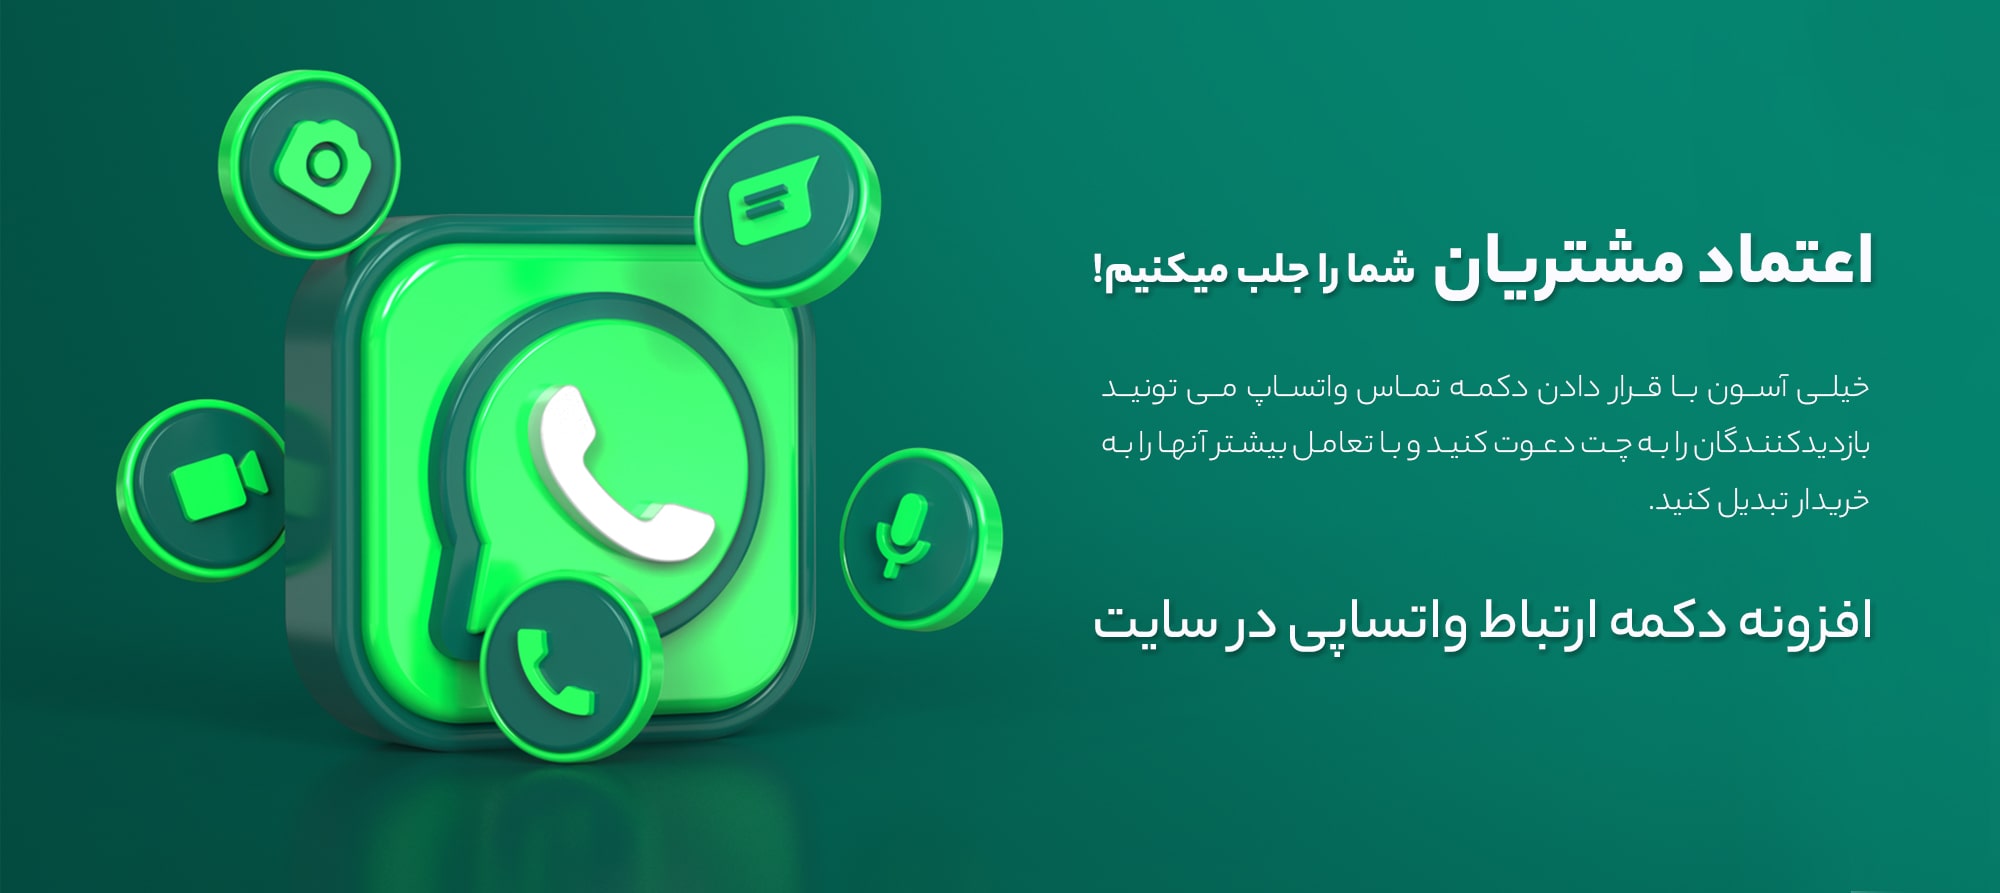 اعتماد مشتریان شما را جلب میکنیم!
خیلی آسون با قرار دادن دکمه تماس واتساپ می تونید
بازدیدکنندگان را به چت دعوت کنید و با تعامل بیشتر آنها را به
خریدار تبدیل کنید.
افزونه دکمه ارتباط واتساپی در سایت